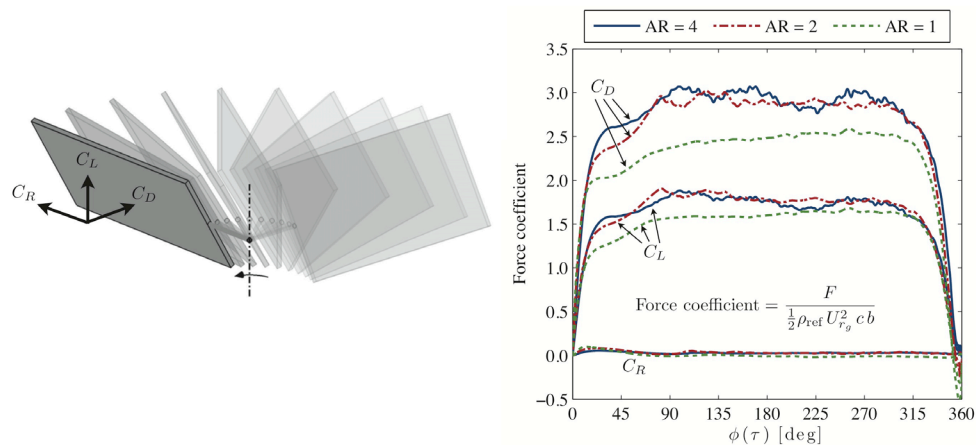 C_R
C_L
C_D
AR = 4 AR = 2 AR = 1
Force coefficient
3.5
3.0
2.5
2.0
1.5
1.0
0.5
0.0
−0.5
C_D
C_L
Force coefficient = F / (1/2 ρ_ref U²_{r_g} c b)
C_R
0 45 90 135 180 225 270 315 360
ϕ(τ) [deg]